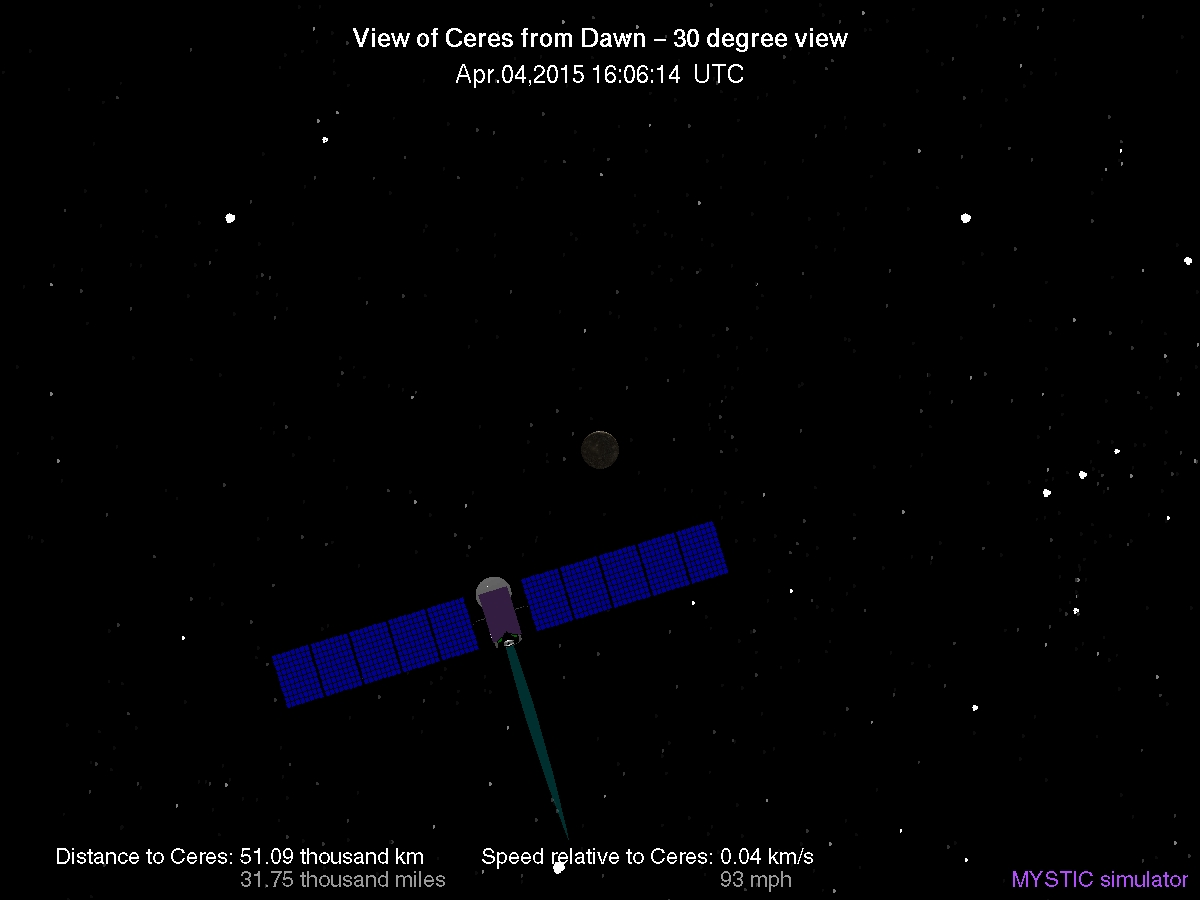 View of Ceres from Dawn – 30 degree view
Apr.04,2015 16:06:14 UTC
Distance to Ceres: 51.09 thousand km
31.75 thousand miles
Speed relative to Ceres: 0.04 km/s
93 mph
MYSTIC simulator